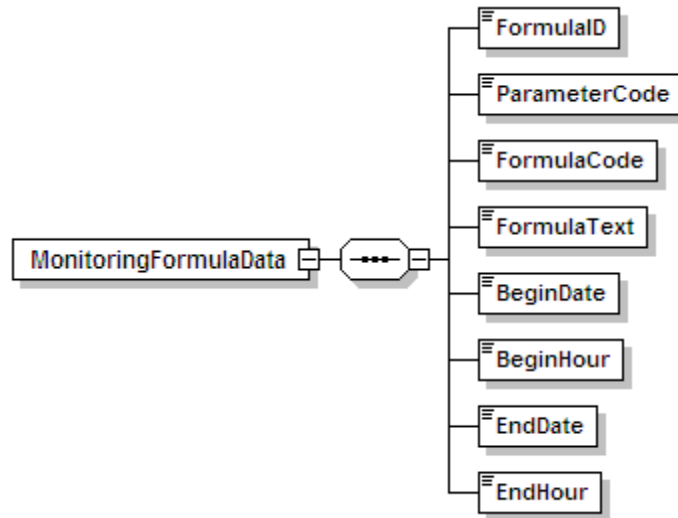 FormulaID
ParameterCode
FormulaCode
FormulaText
MonitoringFormulaData
BeginDate
BeginHour
EndDate
EndHour